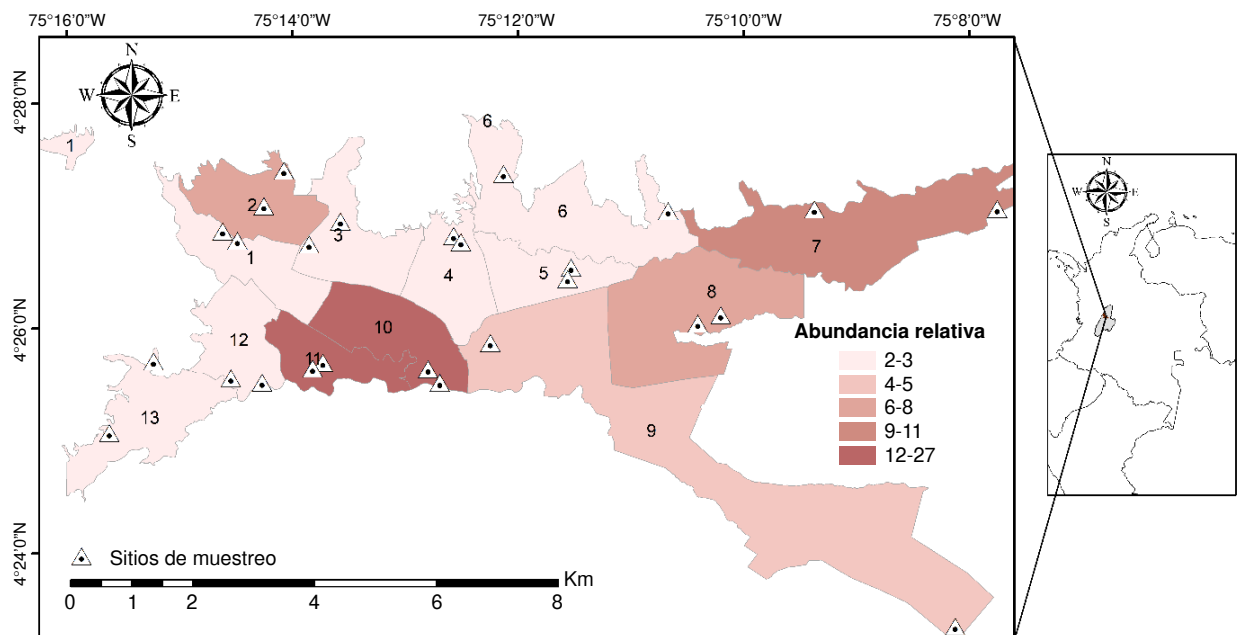 75°16'0"W 75°14'0"W 75°12'0"W 75°10'0"W 75°8'0"W
4°28'0"N
4°26'0"N
4°24'0"N
N
W E
S
1
2
1
3
6
6
4
5
7
8
12
10
11
13
9
Abundancia relativa
2-3
4-5
6-8
9-11
12-27
Sitios de muestreo
Km
0 1 2 4 6 8
N
W E
S